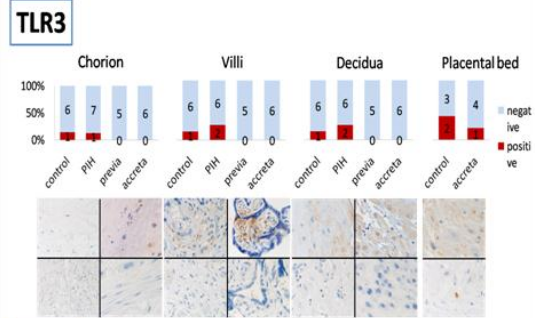 TLR3
Chorion
Villi
Decidua
Placental bed
100%
50%
0%
6 7 5 6
1 1 0 0
control PIH previa accreta
6 6 5 6
1 2 0 0
control PIH previa accreta
6 6 5 6
1 2 0 0
control PIH previa accreta
3 4
2 1
control accreta
negat
ive
positi
ve